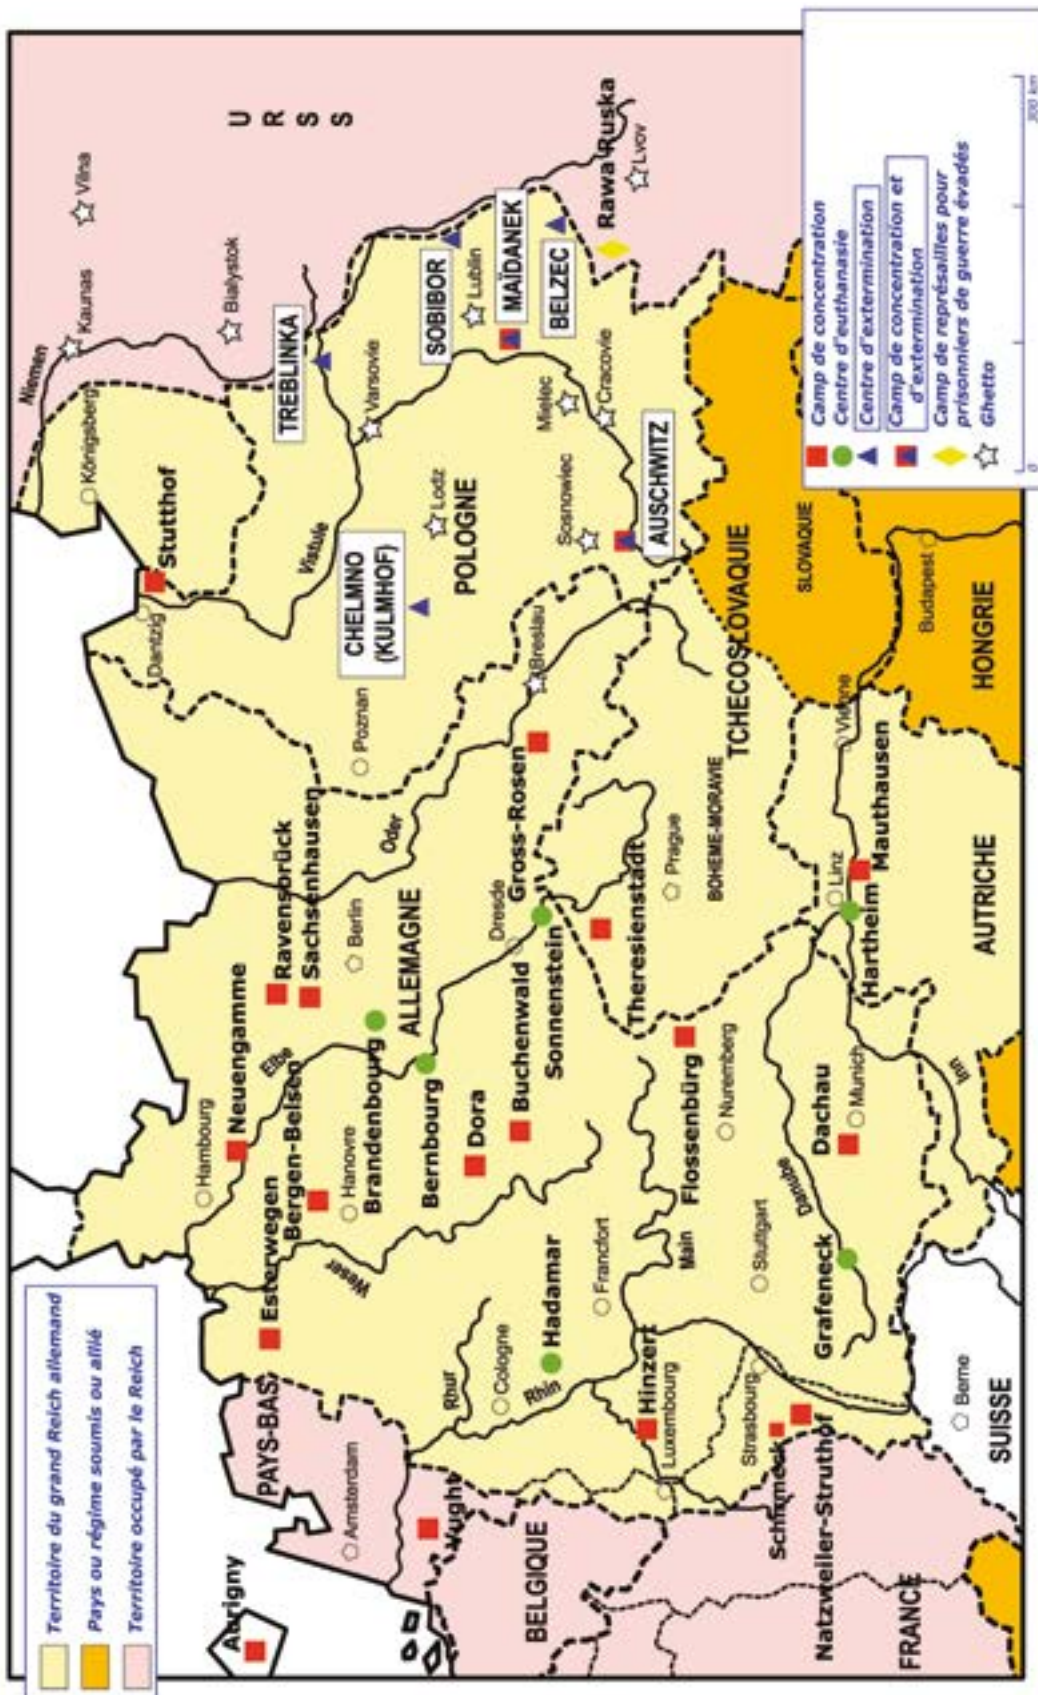 Territoire du grand Reich allemand
Pays ou régime soumis ou allié
Territoire occupé par le Reich
Aurigny
PAYS-BAS
Amsterdam
Vught
BELGIQUE
Esterwegen
Hambourg
Neuengamme
Bergen-Belsen
Hanovre
Elbe
Weser
Ravensbrück
Sachsenhausen
Berlin
Brandenbourg
ALLEMAGNE
Bernbourg
Dora
Buchenwald
Dresde
Sonnenstein
Gross-Rosen
Oder
Poznan
Dantzig
Stutthof
Königsberg
Niemen
Kaunas
Vilna
Bialystok
U R S S
TREBLINKA
Vistule
Varsovie
CHELMNO
(KULMHOF)
Lodz
POLOGNE
Breslau
SOBIBOR
Lublin
MAÏDANEK
BELZEC
Rawa Ruska
Lvov
Mielec
Cracovie
Sosnowiec
AUSCHWITZ
Rhur
Cologne
Rhin
Hadamar
Francfort
Hinzert
Luxembourg
Main
Flossenbürg
Nuremberg
Theresienstadt
Prague
BOHEME-MORAVIE
TCHECOSLOVAQUIE
SLOVAQUIE
Strasbourg
Schirmeck
Natzweiler-Struthof
FRANCE
Stuttgart
Grafeneck
Danube
Dachau
Munich
Inn
Linz
Hartheim
Mauthausen
Vienne
AUTRICHE
Budapest
HONGRIE
Berne
SUISSE
Camp de concentration
Centre d'euthanasie
Centre d'extermination
Camp de concentration et
d'extermination
Camp de représailles pour
prisonniers de guerre évadés
Ghetto
0
300 km